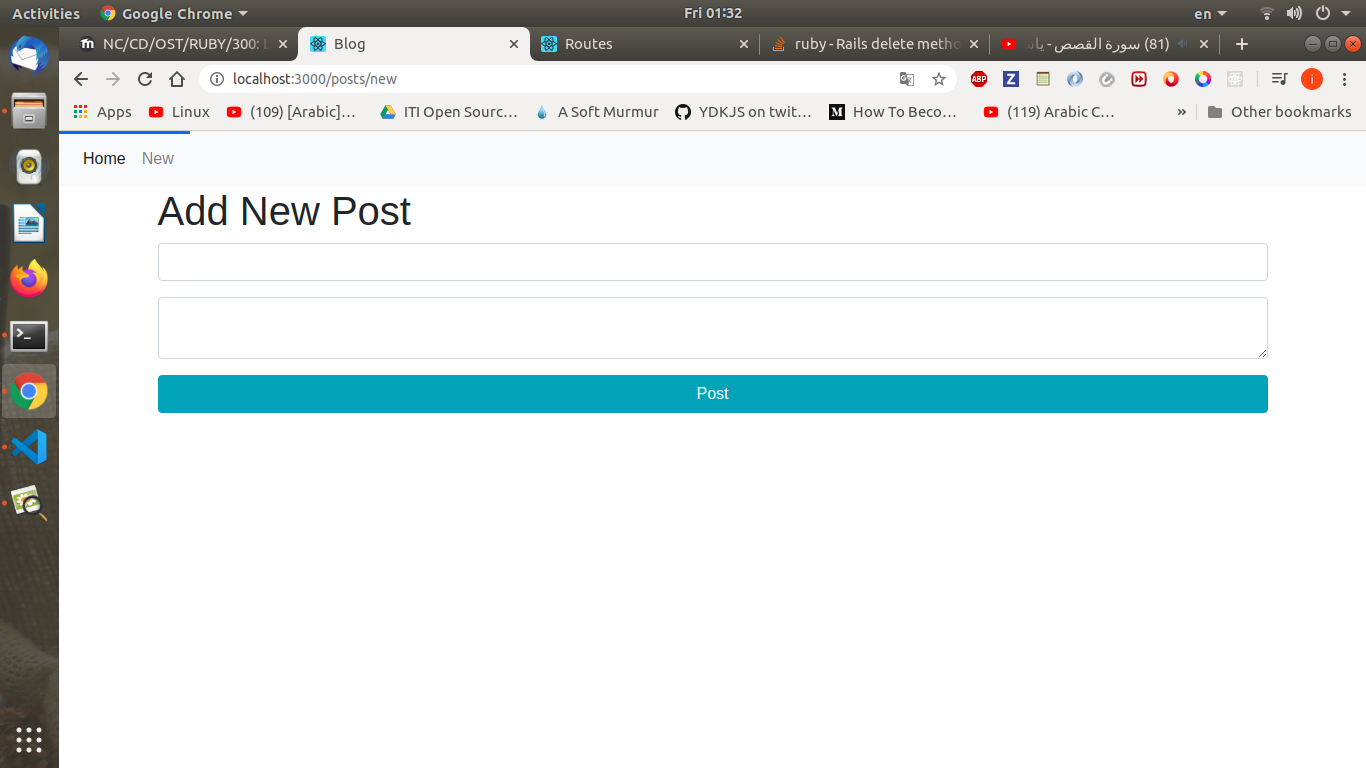 Activities Google Chrome Fri 01:32 en
NC/CD/OST/RUBY/300: Blog Routes ruby - Rails delete metho (81) سورة القصص -
localhost:3000/posts/new ABP Z i
Apps Linux (109) [Arabic]… ITI Open Sourc… A Soft Murmur YDKJS on twit… How To Beco… (119) Arabic C… » Other bookmarks
Home New
Add New Post
Post